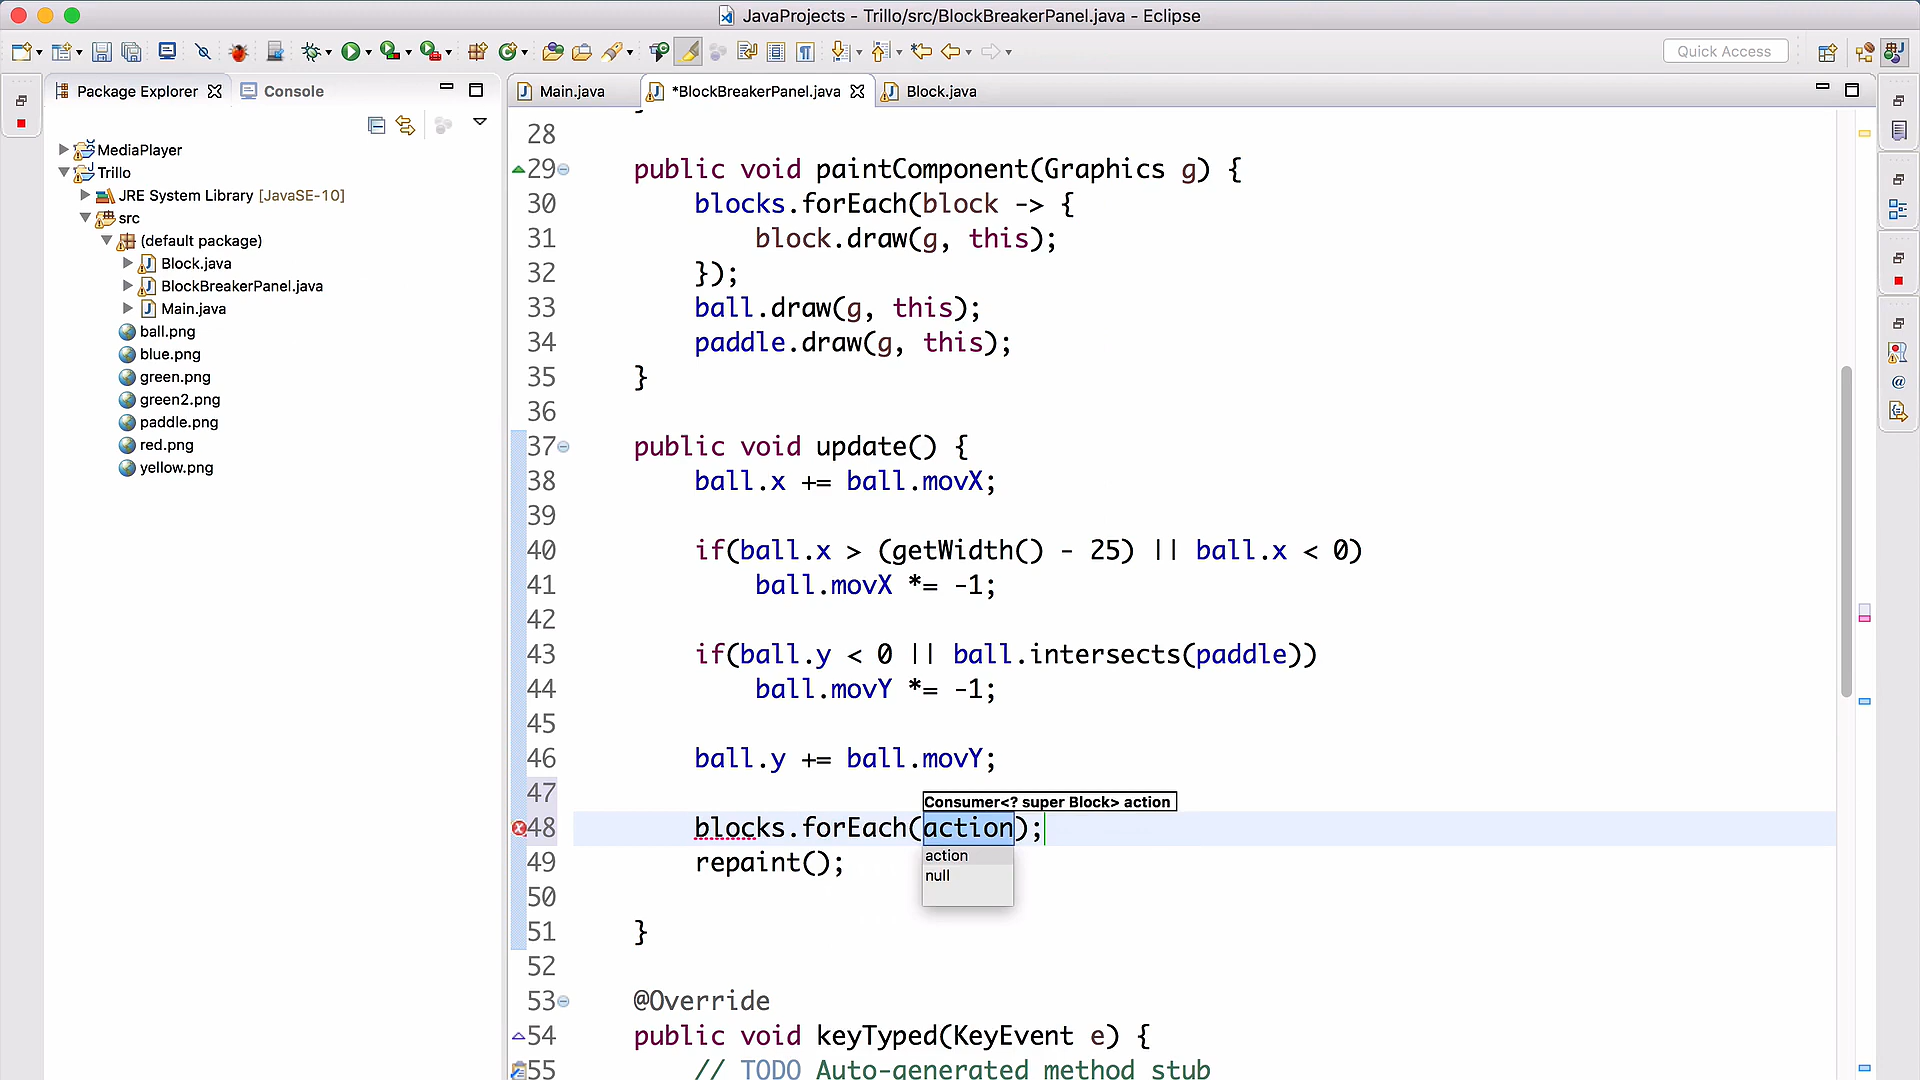 JavaProjects - Trillo/src/BlockBreakerPanel.java - Eclipse
Quick Access
Package Explorer
Console
MediaPlayer
Trillo
JRE System Library [JavaSE-10]
src
(default package)
Block.java
BlockBreakerPanel.java
Main.java
ball.png
blue.png
green.png
green2.png
paddle.png
red.png
yellow.png
Main.java
*BlockBreakerPanel.java
Block.java
28
29 public void paintComponent(Graphics g) {
30 blocks.forEach(block -> {
31 block.draw(g, this);
32 });
33 ball.draw(g, this);
34 paddle.draw(g, this);
35 }
36
37 public void update() {
38 ball.x += ball.movX;
39
40 if(ball.x > (getWidth() - 25) || ball.x < 0)
41 ball.movX *= -1;
42
43 if(ball.y < 0 || ball.intersects(paddle))
44 ball.movY *= -1;
45
46 ball.y += ball.movY;
47
Consumer<? super Block> action
48 blocks.forEach(action);
action
null
49 repaint();
50
51 }
52
53 @Override
54 public void keyTyped(KeyEvent e) {
55 // TODO Auto-generated method stub